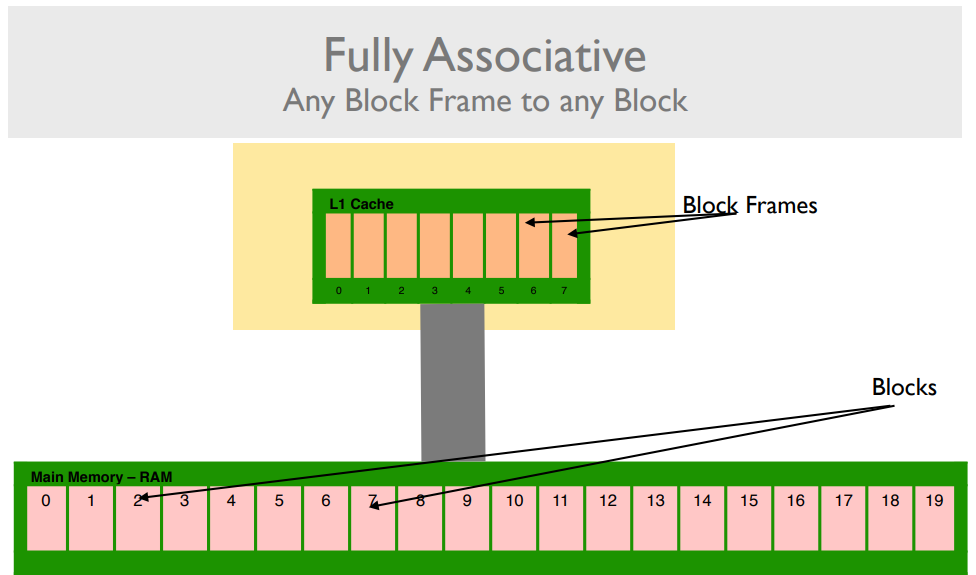 Fully Associative
Any Block Frame to any Block
L1 Cache
Block Frames
0 1 2 3 4 5 6 7
Blocks
Main Memory – RAM
0 1 2 3 4 5 6 7 8 9 10 11 12 13 14 15 16 17 18 19